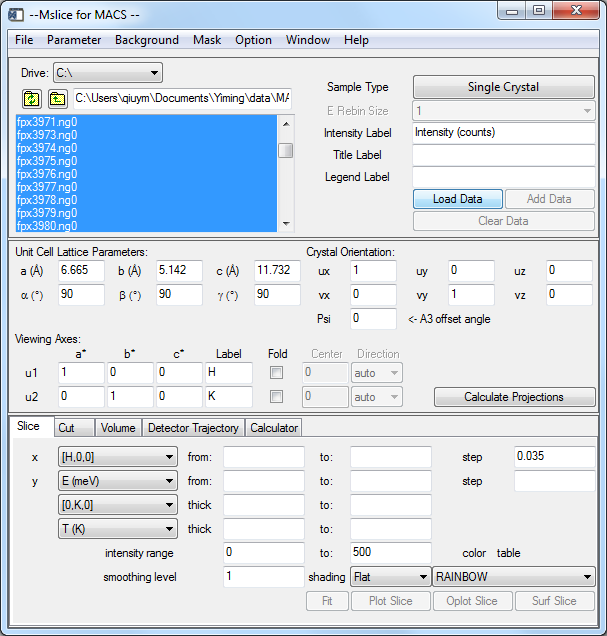 --Mslice for MACS --
File Parameter Background Mask Option Window Help
Drive: C:\
C:\Users\qiuym\Documents\Yiming\data\MA
fpx3971.ng0
fpx3973.ng0
fpx3974.ng0
fpx3975.ng0
fpx3976.ng0
fpx3977.ng0
fpx3978.ng0
fpx3979.ng0
fpx3980.ng0
Sample Type Single Crystal
E Rebin Size 1
Intensity Label Intensity (counts)
Title Label
Legend Label
Load Data Add Data
Clear Data
Unit Cell Lattice Parameters: Crystal Orientation:
a (Å) 6.665 b (Å) 5.142 c (Å) 11.732 ux 1 uy 0 uz 0
α (°) 90 β (°) 90 γ (°) 90 vx 0 vy 1 vz 0
Psi 0 <- A3 offset angle
Viewing Axes:
a* b* c* Label Fold Center Direction
u1 1 0 0 H 0 auto
u2 0 1 0 K 0 auto Calculate Projections
Slice Cut Volume Detector Trajectory Calculator
x [H,0,0] from: to: step 0.035
y E (meV) from: to: step
[0,K,0] thick to:
T (K) thick to:
intensity range 0 to: 500 color table
smoothing level 1 shading Flat RAINBOW
Fit Plot Slice Oplot Slice Surf Slice